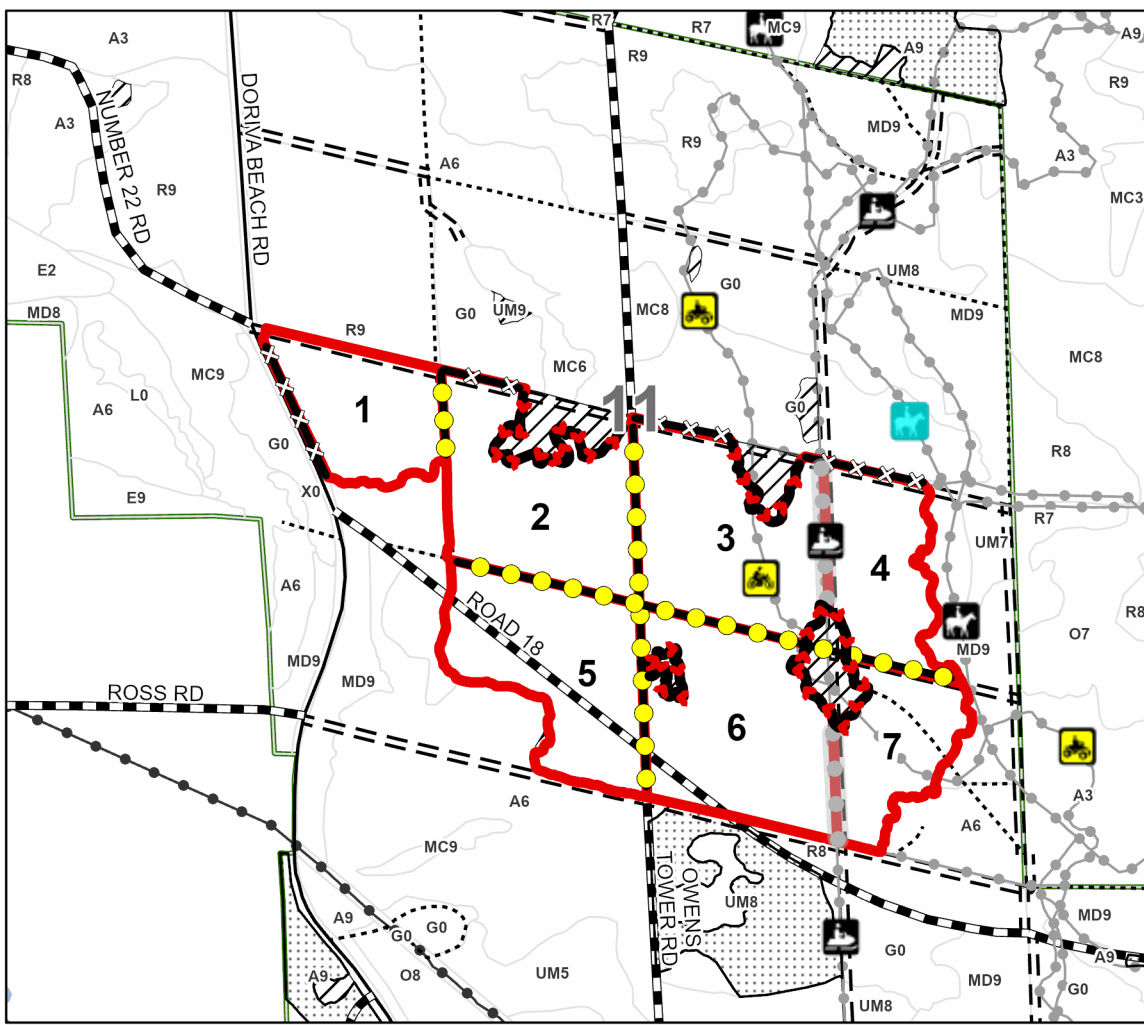 R7
R7
MC9
A9
A9
A3
R8
R9
R9
A3
NUMBER 22 RD
DORIVA BEACH RD
R9
R9
MD9
A3
A6
MC3
E2
UM8
G0
MD8
G0
UM9
MC8
MD9
R9
MC6
MC8
MC9
L0
A6
11
G0
1
G0
R8
X0
E9
2
3
R7
UM7
4
A6
ROAD 18
R8
O7
MD9
MD9
5
MD9
ROSS RD
6
7
A6
A3
A6
MC9
R8
TOWER RD
OWENS
UM8
A9
G0
G0
MD9
G0
A9
A9
O8
UM5
MD9
G0
UM8